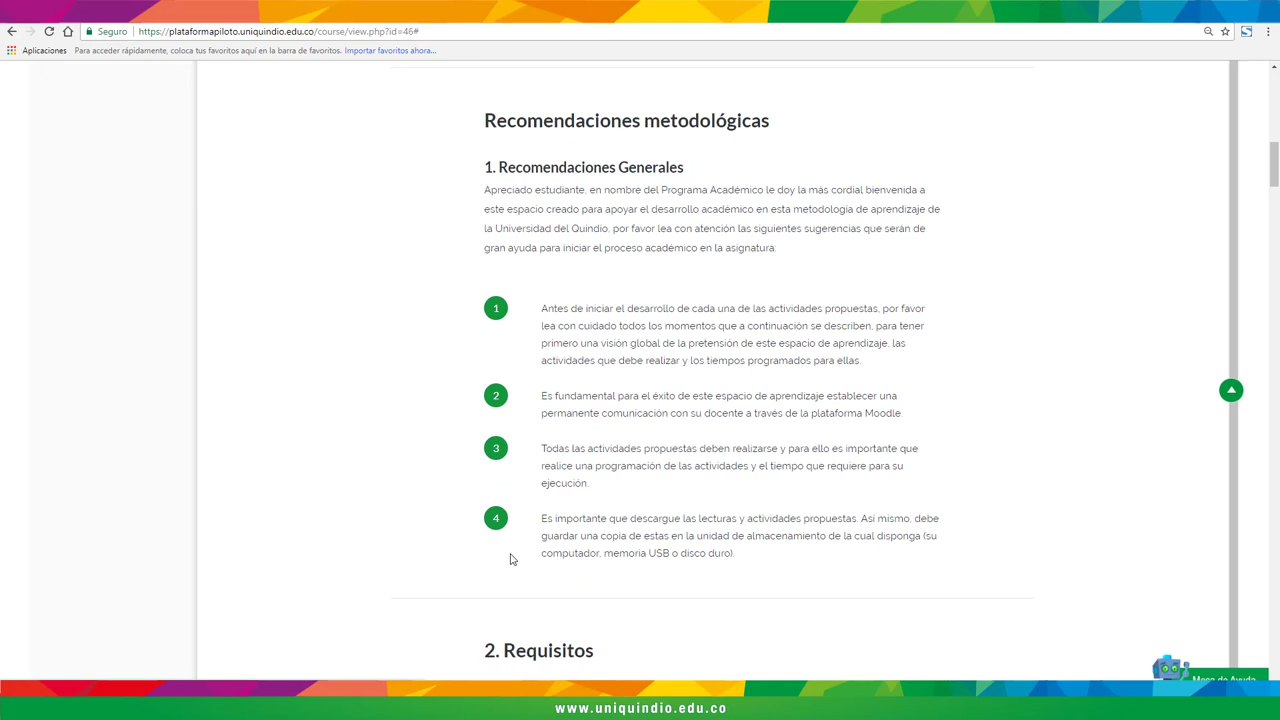 Seguro
https://plataformapiloto.uniquindio.edu.co/course/view.php?id=46#
Aplicaciones
Para acceder rápidamente, coloca tus favoritos aquí en la barra de favoritos.
Importar favoritos ahora...
Recomendaciones metodológicas
1. Recomendaciones Generales
Apreciado estudiante, en nombre del Programa Académico le doy la más cordial bienvenida a
este espacio creado para apoyar el desarrollo académico en esta metodología de aprendizaje de
la Universidad del Quindío, por favor lea con atención las siguientes sugerencias que serán de
gran ayuda para iniciar el proceso académico en la asignatura:
1
Antes de iniciar el desarrollo de cada una de las actividades propuestas, por favor
lea con cuidado todos los momentos que a continuación se describen, para tener
primero una visión global de la pretensión de este espacio de aprendizaje, las
actividades que debe realizar y los tiempos programados para ellas.
2
Es fundamental para el éxito de este espacio de aprendizaje establecer una
permanente comunicación con su docente a través de la plataforma Moodle.
3
Todas las actividades propuestas deben realizarse y para ello es importante que
realice una programación de las actividades y el tiempo que requiere para su
ejecución.
4
Es importante que descargue las lecturas y actividades propuestas. Así mismo, debe
guardar una copia de estas en la unidad de almacenamiento de la cual disponga (su
computador, memoria USB o disco duro).
2. Requisitos
Mesa de Ayuda
www.uniquindio.edu.co